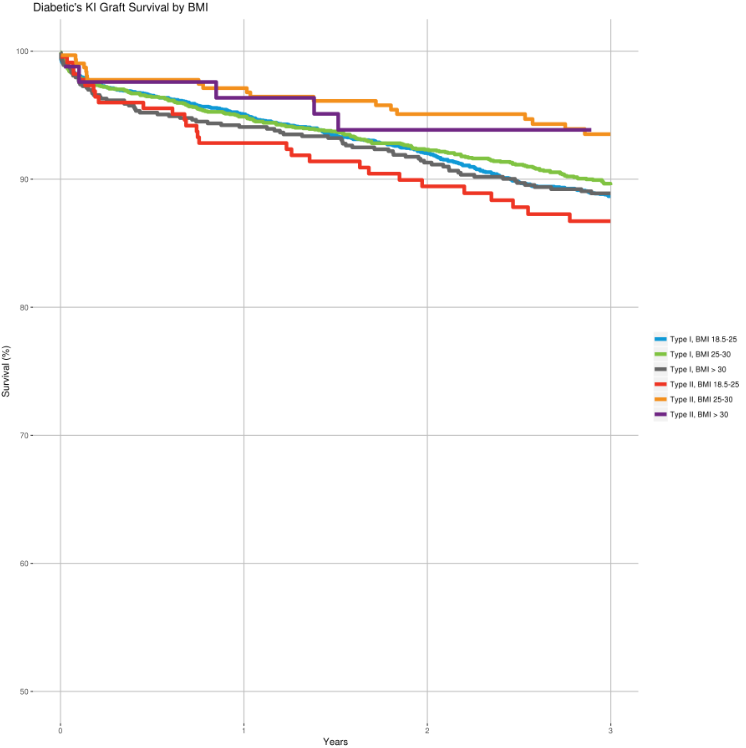 Diabetic's KI Graft Survival by BMI
100
90
80
70
60
50
Survival (%)
0
1
2
3
Years
Type I, BMI 18.5-25
Type I, BMI 25-30
Type I, BMI > 30
Type II, BMI 18.5-25
Type II, BMI 25-30
Type II, BMI > 30